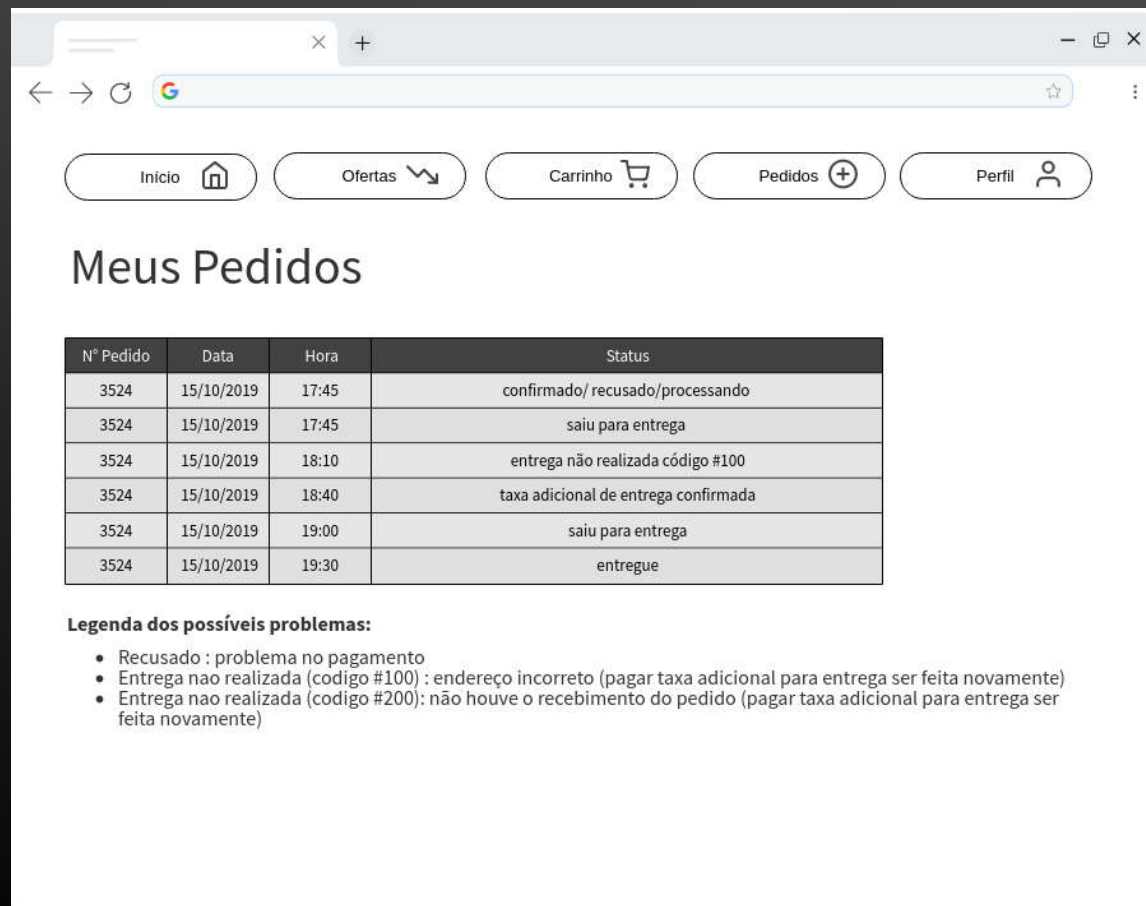 Início Ofertas Carrinho Pedidos Perfil
Meus Pedidos
N° Pedido Data Hora Status
3524 15/10/2019 17:45 confirmado/ recusado/processando
3524 15/10/2019 17:45 saiu para entrega
3524 15/10/2019 18:10 entrega não realizada código #100
3524 15/10/2019 18:40 taxa adicional de entrega confirmada
3524 15/10/2019 19:00 saiu para entrega
3524 15/10/2019 19:30 entregue
Legenda dos possíveis problemas:
• Recusado : problema no pagamento
• Entrega nao realizada (codigo #100) : endereço incorreto (pagar taxa adicional para entrega ser feita novamente)
• Entrega nao realizada (codigo #200): não houve o recebimento do pedido (pagar taxa adicional para entrega ser
feita novamente)